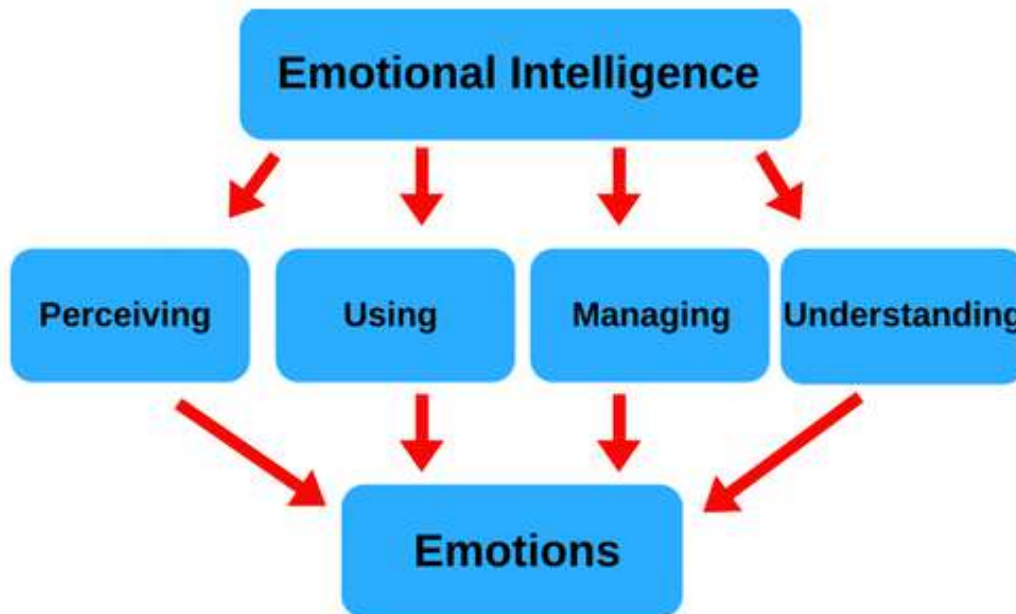 Emotional Intelligence
Perceiving
Using
Managing
Understanding
Emotions